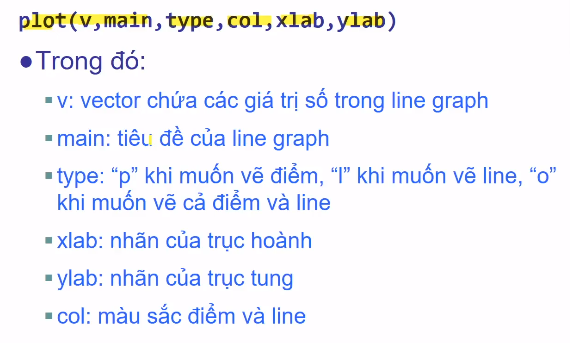 plot(v,main,type,col,xlab,ylab)
●Trong đó:
▪v: vector chứa các giá trị số trong line graph
▪main: tiêu đề của line graph
▪type: “p” khi muốn vẽ điểm, “l” khi muốn vẽ line, “o”
khi muốn vẽ cả điểm và line
▪xlab: nhãn của trục hoành
▪ylab: nhãn của trục tung
▪col: màu sắc điểm và line